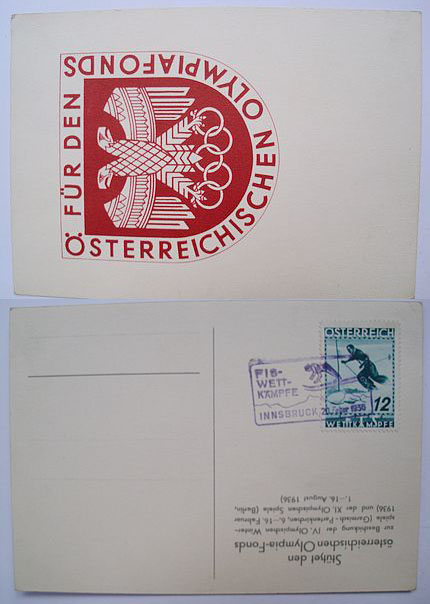 FÜR DEN
ÖSTERREICHISCHEN OLYMPIAFONDS
ÖSTERREICH
12
WETTKÄMPFE
FIS-
WETT-
KÄMPFE
INNSBRUCK, 1936
Stützet den
österreichischen Olympia-Fonds
zur Beschickung der IV. Olympischen Winter-
spiele (Garmisch-Partenkirchen, 6.–16. Februar
1936) und der XI. Olympischen Spiele (Berlin,
1.–16. August 1936)